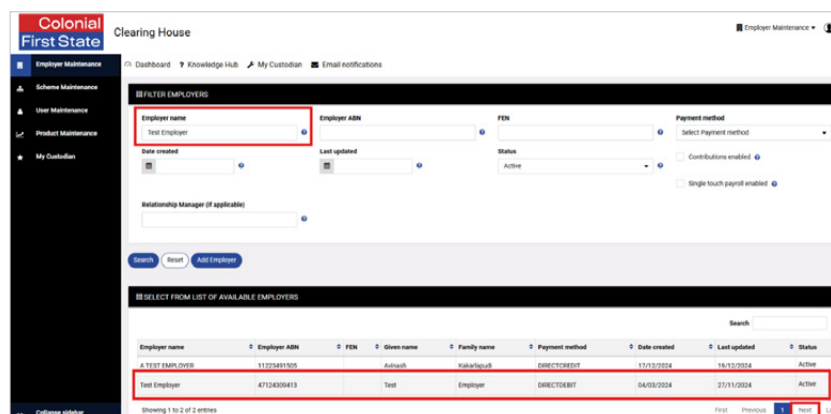 Colonial
First State
Clearing House
Employer Maintenance
Employer Maintenance
Dashboard ? Knowledge Hub My Custodian Email notifications
Scheme Maintenance
User Maintenance
Product Maintenance
My Custodian
FILTER EMPLOYERS
Employer name Employer ABN FEN Payment method
Test Employer Select Payment method
Date created Last updated Status
Active
Contributions enabled
Single touch payroll enabled
Relationship Manager (if applicable)
Search Reset Add Employer
SELECT FROM LIST OF AVAILABLE EMPLOYERS
Search
Employer name Employer ABN FEN Given name Family name Payment method Date created Last updated Status
A TEST EMPLOYER 11223491505 Avinash Kakarlapudi DIRECTCREDIT 17/12/2024 19/12/2024 Active
Test Employer 47124309413 Test Employer DIRECTDEBIT 04/03/2024 27/11/2024 Active
Showing 1 to 2 of 2 entries
First Previous 1 Next
Collapse sidebar